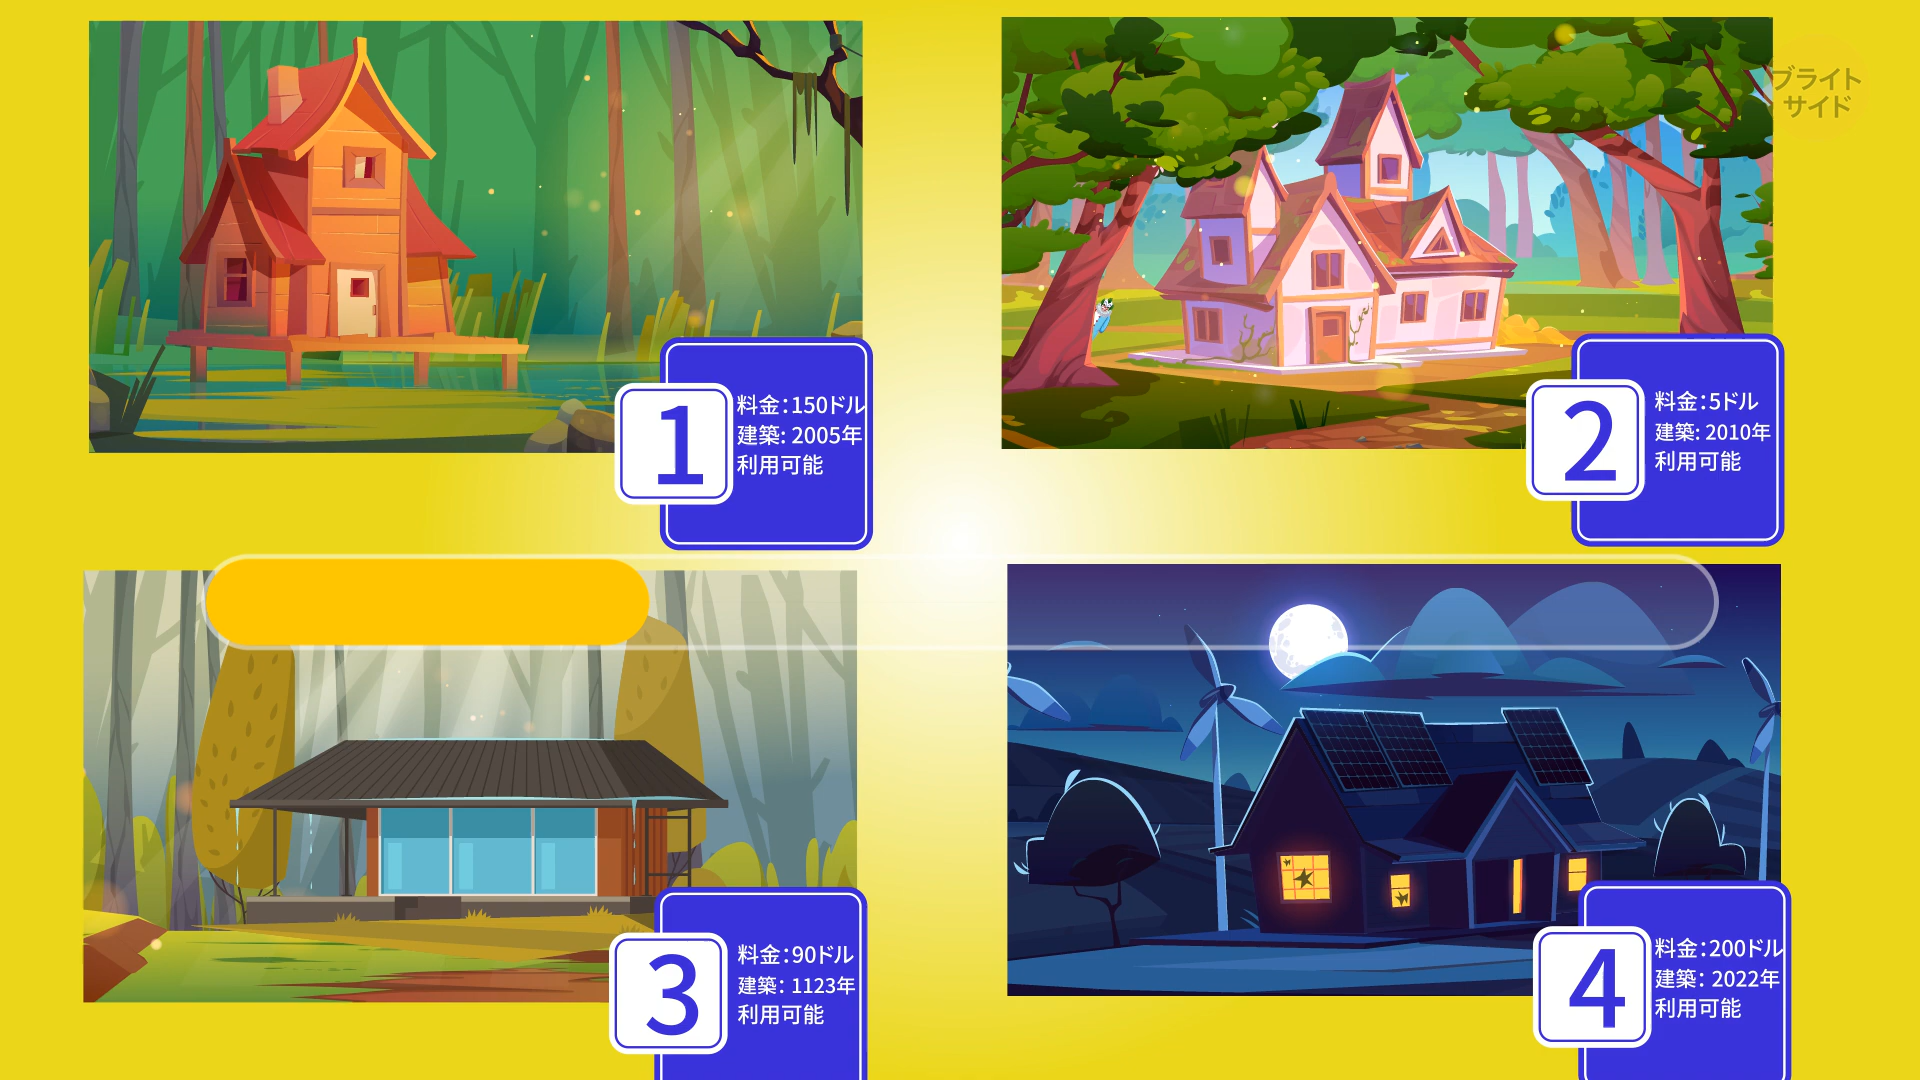 ブライト
サイド
1
料金:150ドル
建築: 2005年
利用可能
2
料金:5ドル
建築: 2010年
利用可能
3
料金:90ドル
建築: 1123年
利用可能
4
料金:200ドル
建築: 2022年
利用可能